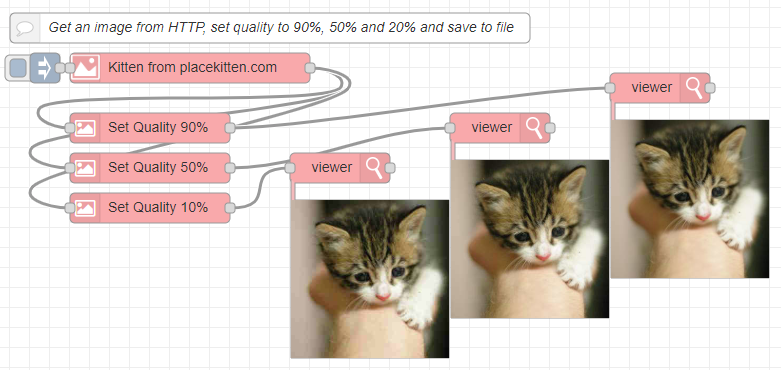 Get an image from HTTP, set quality to 90%, 50% and 20% and save to file
Kitten from placekitten.com
viewer
Set Quality 90%
viewer
Set Quality 50%
viewer
Set Quality 10%